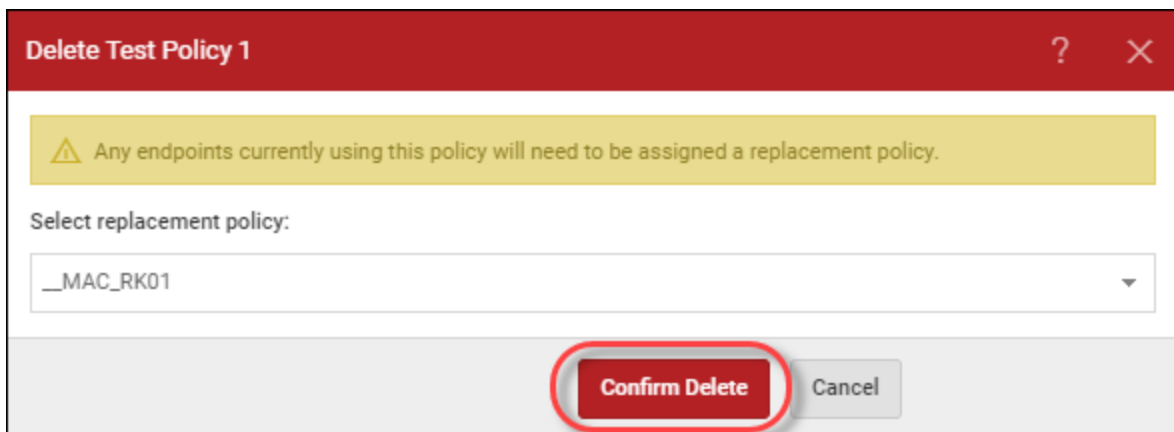 Delete Test Policy 1 ?
Any endpoints currently using this policy will need to be assigned a replacement policy.
Select replacement policy:
__MAC_RK01
Confirm Delete Cancel